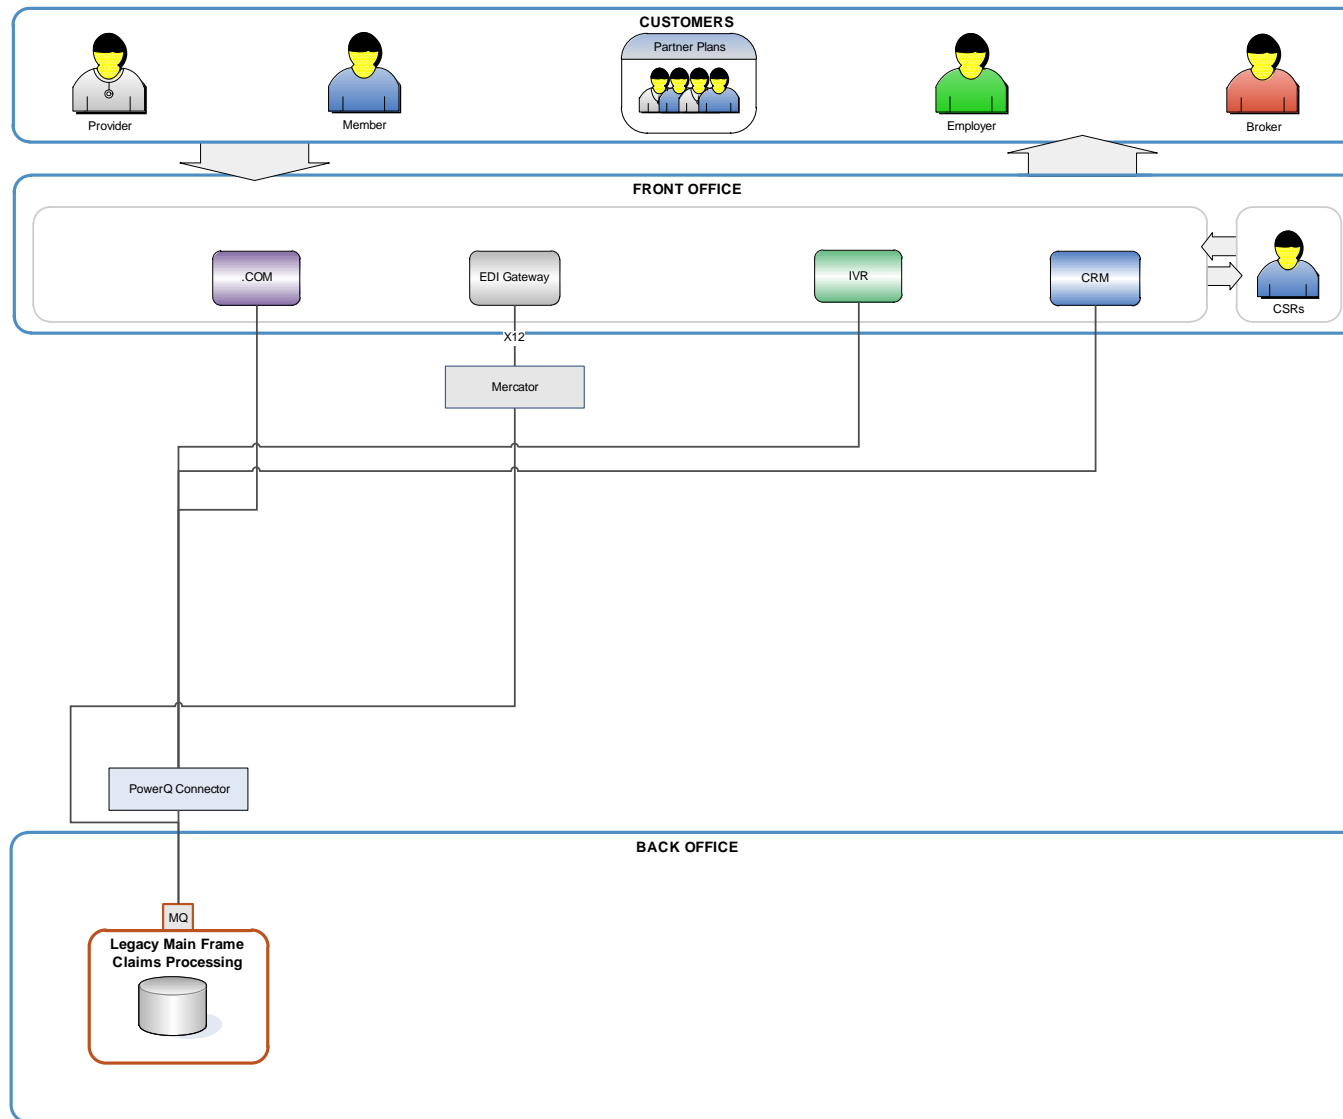 CUSTOMERS
Partner Plans
Provider
Member
Employer
Broker
FRONT OFFICE
.COM
EDI Gateway
IVR
CRM
CSRs
X12
Mercator
PowerQ Connector
BACK OFFICE
MQ
Legacy Main Frame
Claims Processing